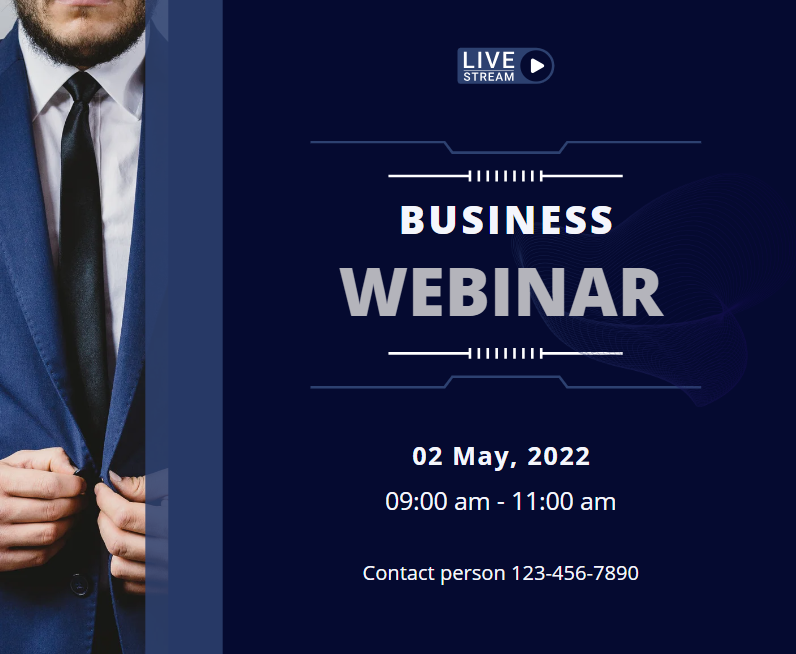 LIVE
STREAM
BUSINESS
WEBINAR
02 May, 2022
09:00 am - 11:00 am
Contact person 123-456-7890